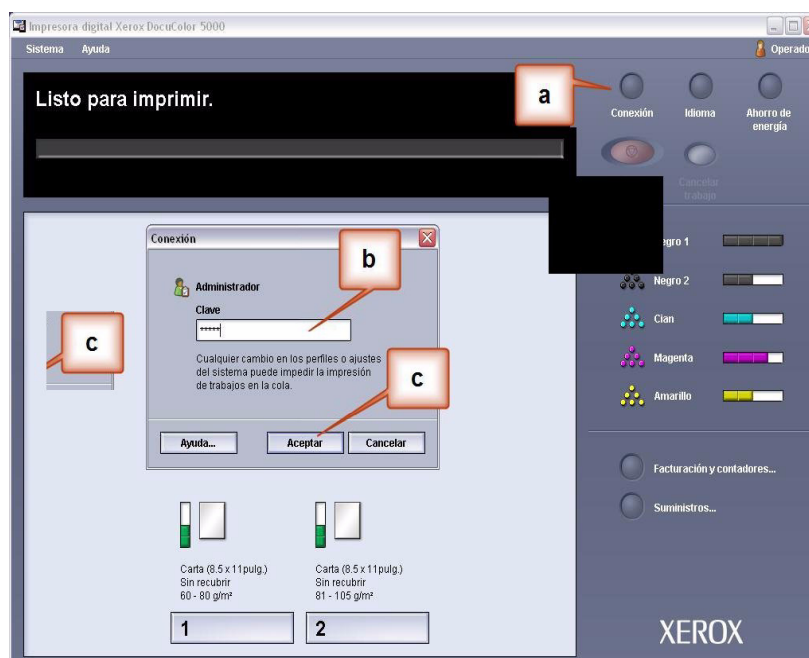 Impresora digital Xerox DocuColor 5000
Sistema Ayuda
Operado
Listo para imprimir.
a
Conexión
Idioma
Ahorro de
energía
Cancelar
trabajo
Conexión
b
Administrador
Clave
*****
Cualquier cambio en los perfiles o ajustes
del sistema puede impedir la impresión
de trabajos en la cola.
c
c
Ayuda...
Aceptar
Cancelar
egro 1
Negro 2
Cian
Magenta
Amarillo
Facturación y contadores...
Suministros...
Carta (8.5 x 11pulg.)
Sin recubrir
60 - 80 g/m²
1
Carta (8.5 x 11pulg.)
Sin recubrir
81 - 105 g/m²
2
XEROX